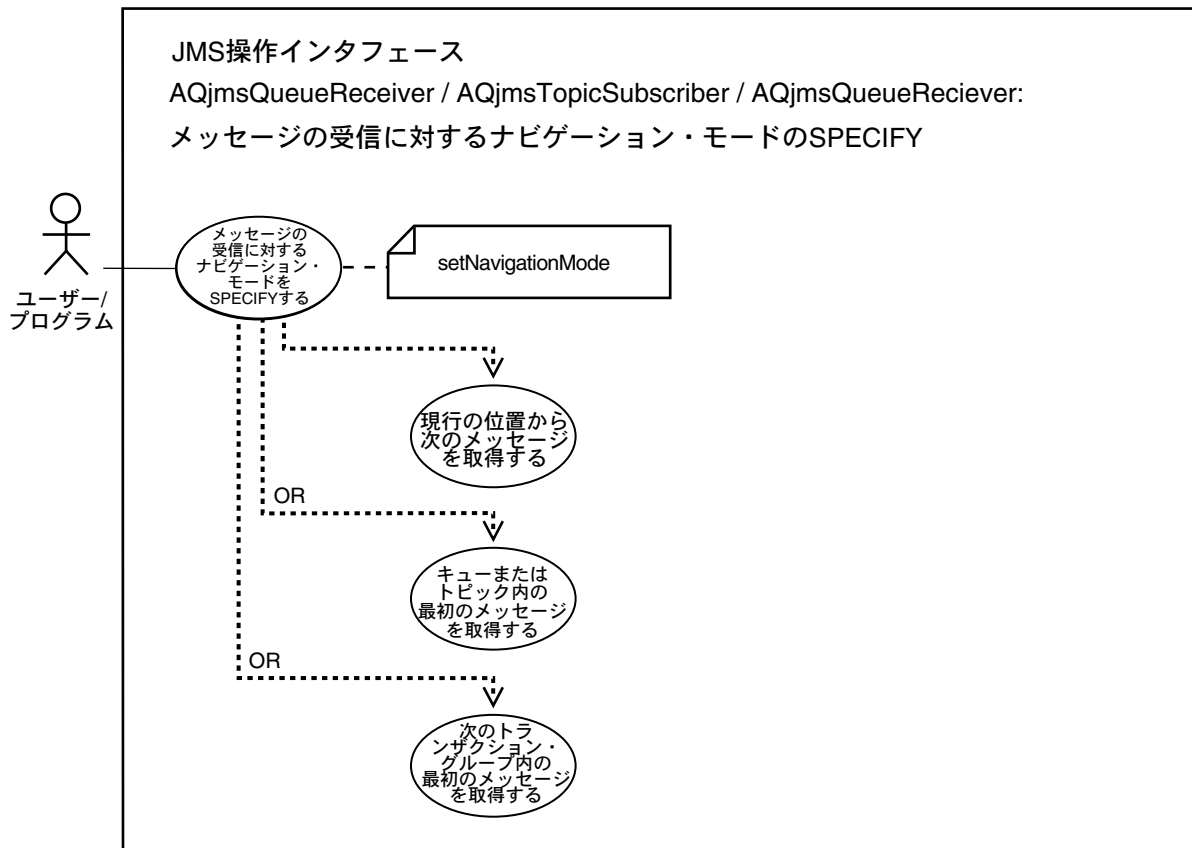 JMS操作インタフェース
AQjmsQueueReceiver / AQjmsTopicSubscriber / AQjmsQueueReciever:
メッセージの受信に対するナビゲーション・モードのSPECIFY
ユーザー/
プログラム
メッセージの
受信に対する
ナビゲーション・
モードを
SPECIFYする
setNavigationMode
現行の位置から
次のメッセージ
を取得する
OR
キューまたは
トピック内の
最初のメッセージ
を取得する
OR
次のトラ
ンザクション・
グループ内の
最初のメッセージ
を取得する